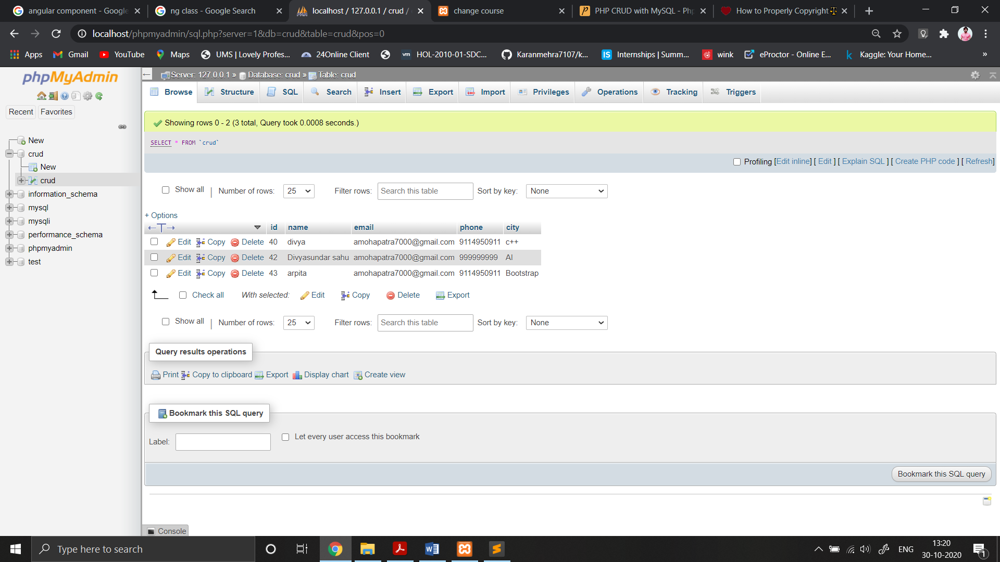 angular component - Google
ng class - Google Search
localhost / 127.0.0.1 / crud /
change course
PHP CRUD with MySQL - Ph
How to Properly Copyright
localhost/phpmyadmin/sql.php?server=1&db=crud&table=crud&pos=0
Apps
Gmail
YouTube
Maps
UMS | Lovely Profes...
24Online Client
vm HOL-2010-01-SDC...
Karanmehra7107/k...
IS Internships | Summ...
wink
eProctor - Online E...
k Kaggle: Your Home...
»
phpMyAdmin
Recent
Favorites
New
crud
New
crud
information_schema
mysql
mysqli
performance_schema
phpmyadmin
test
Server: 127.0.0.1 » Database: crud » Table: crud
Browse
Structure
SQL
Search
Insert
Export
Import
Privileges
Operations
Tracking
Triggers
Showing rows 0 - 2 (3 total, Query took 0.0008 seconds.)
SELECT * FROM `crud`
Profiling [Edit inline] [ Edit ] [ Explain SQL ] [ Create PHP code ] [ Refresh]
Show all | Number of rows: 25 Filter rows: Search this table Sort by key: None
+ Options
←T→ id name email phone city
Edit Copy Delete 40 divya amohapatra7000@gmail.com 9114950911 c++
Edit Copy Delete 42 Divyasundar sahu amohapatra7000@gmail.com 999999999 AI
Edit Copy Delete 43 arpita amohapatra7000@gmail.com 9114950911 Bootstrap
Check all With selected: Edit Copy Delete Export
Show all | Number of rows: 25 Filter rows: Search this table Sort by key: None
Query results operations
Print Copy to clipboard Export Display chart Create view
Bookmark this SQL query
Label:
Let every user access this bookmark
Bookmark this SQL query
Console
Type here to search
ENG
13:20
30-10-2020
1